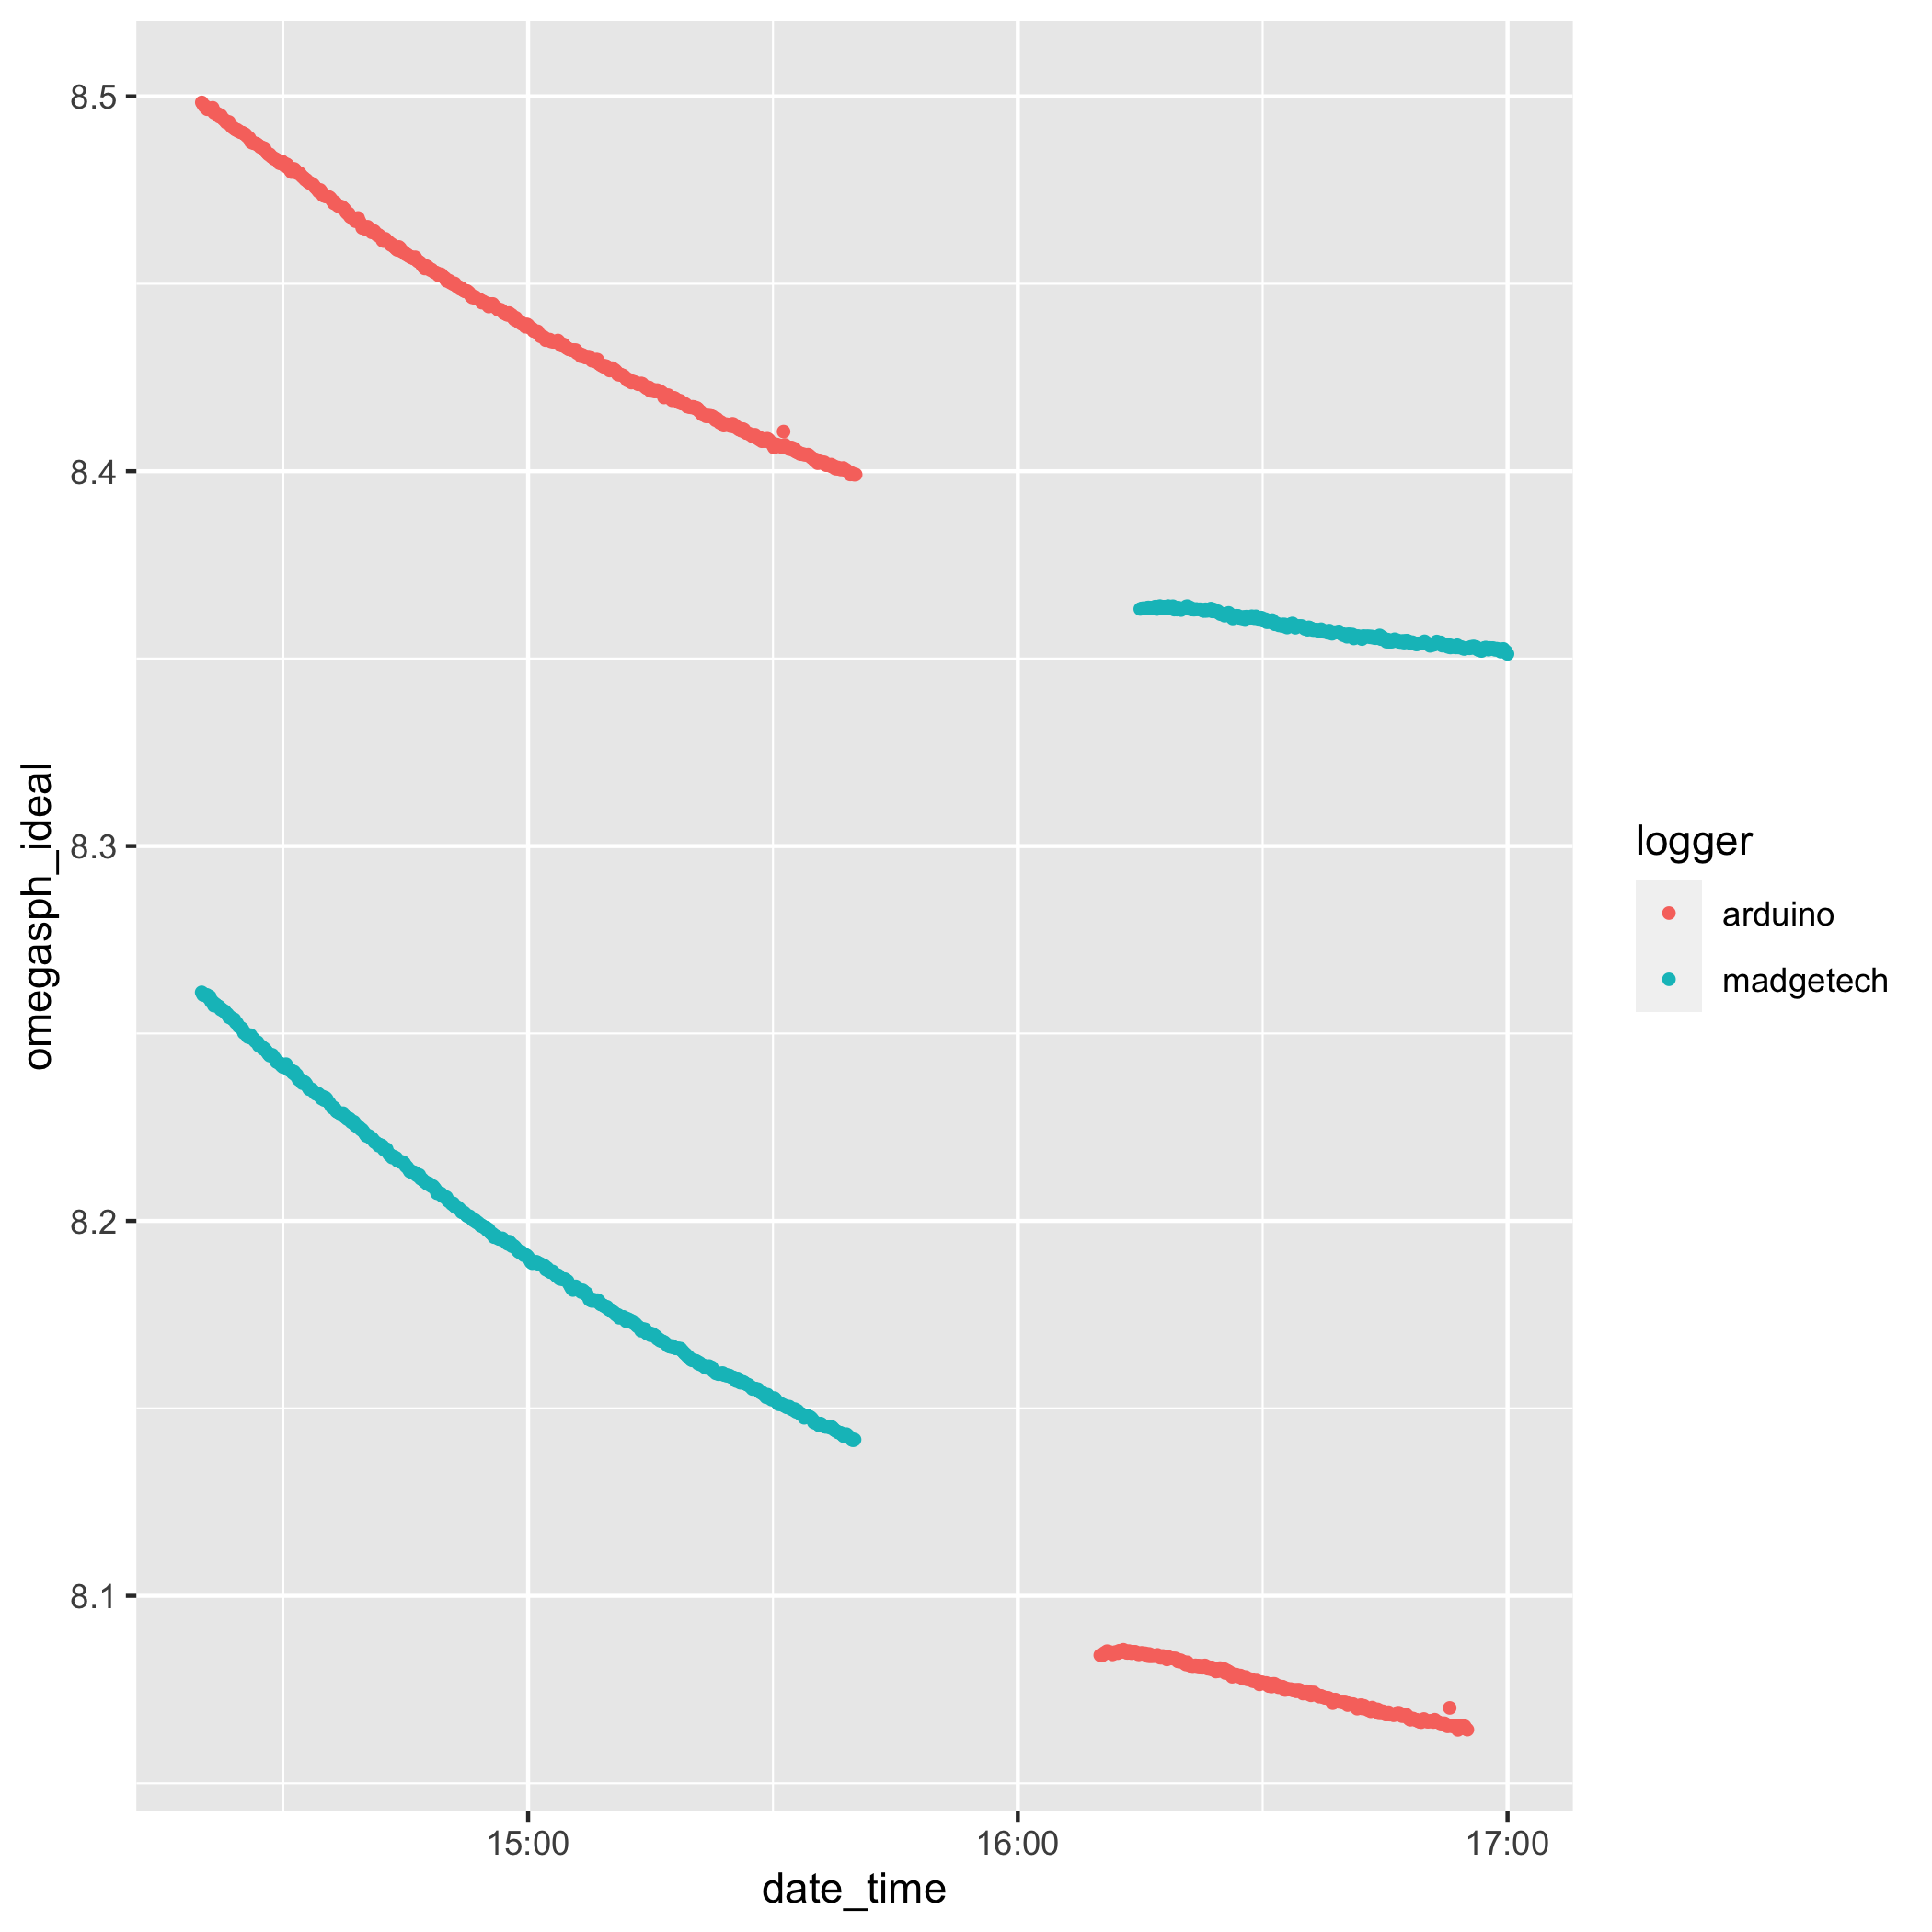 8.5
8.4
8.3
8.2
8.1
omegasph_ideal
15:00
16:00
17:00
date_time
logger
arduino
madgetech